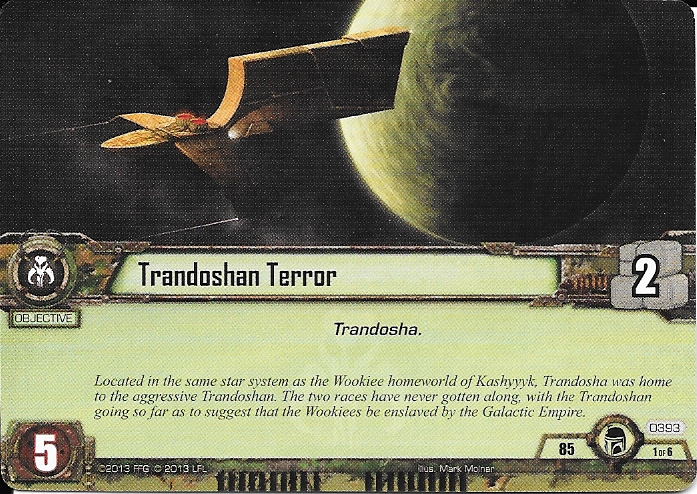 Trandoshan Terror
2
OBJECTIVE
Trandosha.
Located in the same star system as the Wookiee homeworld of Kashyyyk, Trandosha was home
to the aggressive Trandoshan. The two races have never gotten along, with the Trandoshan
going so far as to suggest that the Wookiees be enslaved by the Galactic Empire.
0393
5
85
1 OF 6
©2013 FFG © 2013 LFL
Illus. Mark Molnar